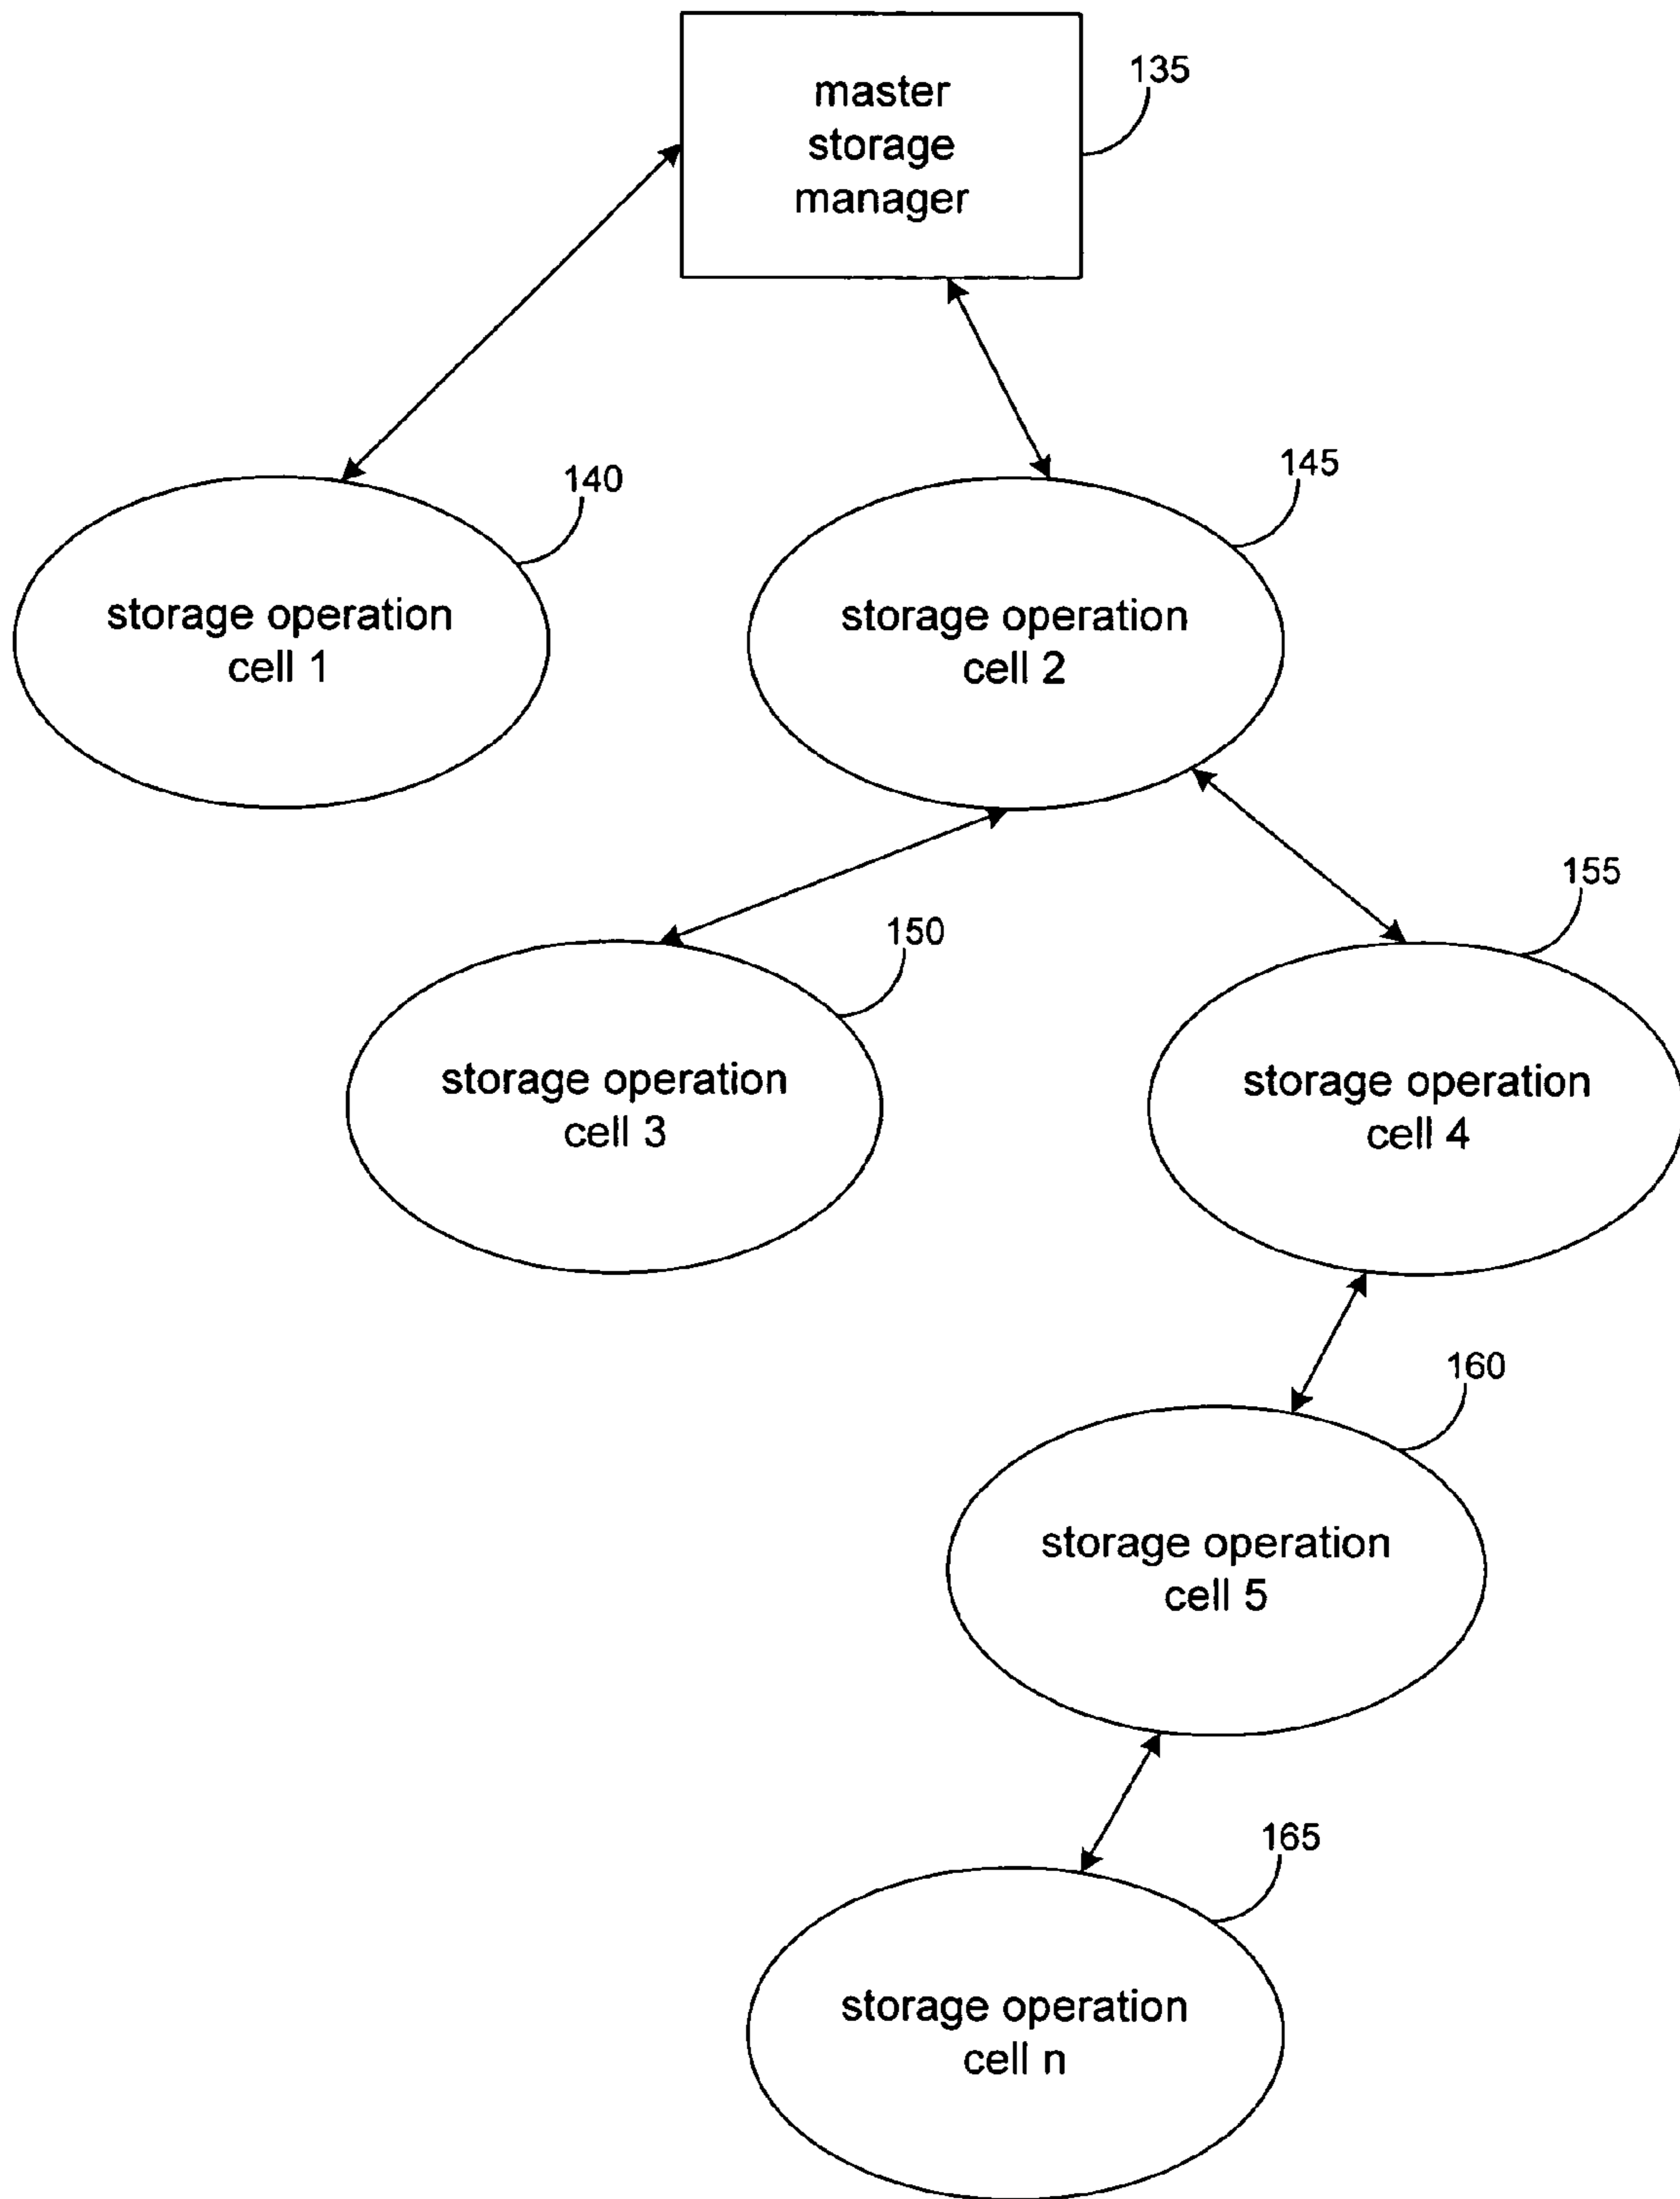 master
storage
manager
135
140
145
storage operation
cell 1
storage operation
cell 2
155
150
storage operation
cell 3
storage operation
cell 4
160
storage operation
cell 5
165
storage operation
cell n